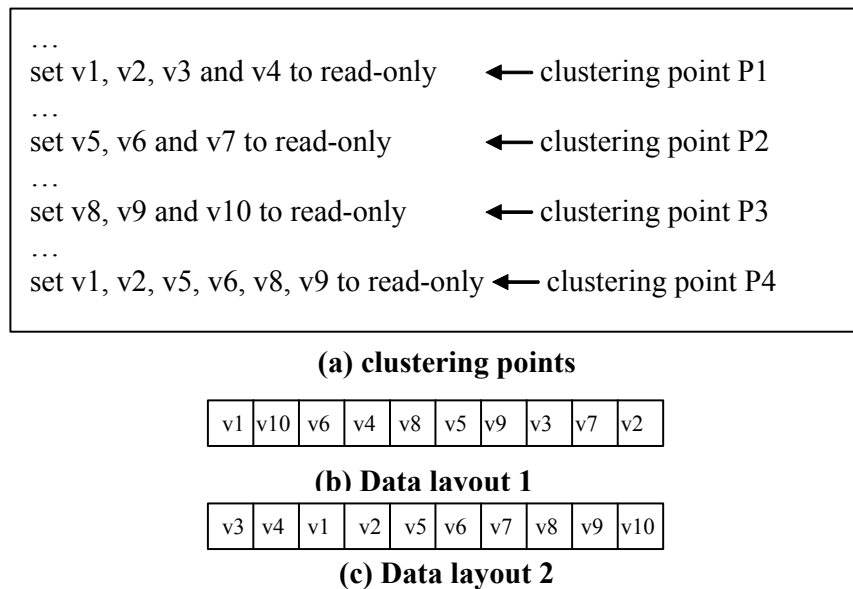 …
set v1, v2, v3 and v4 to read-only ← clustering point P1
…
set v5, v6 and v7 to read-only ← clustering point P2
…
set v8, v9 and v10 to read-only ← clustering point P3
…
set v1, v2, v5, v6, v8, v9 to read-only ← clustering point P4
(a) clustering points
v1 v10 v6 v4 v8 v5 v9 v3 v7 v2
(b) Data layout 1
v3 v4 v1 v2 v5 v6 v7 v8 v9 v10
(c) Data layout 2